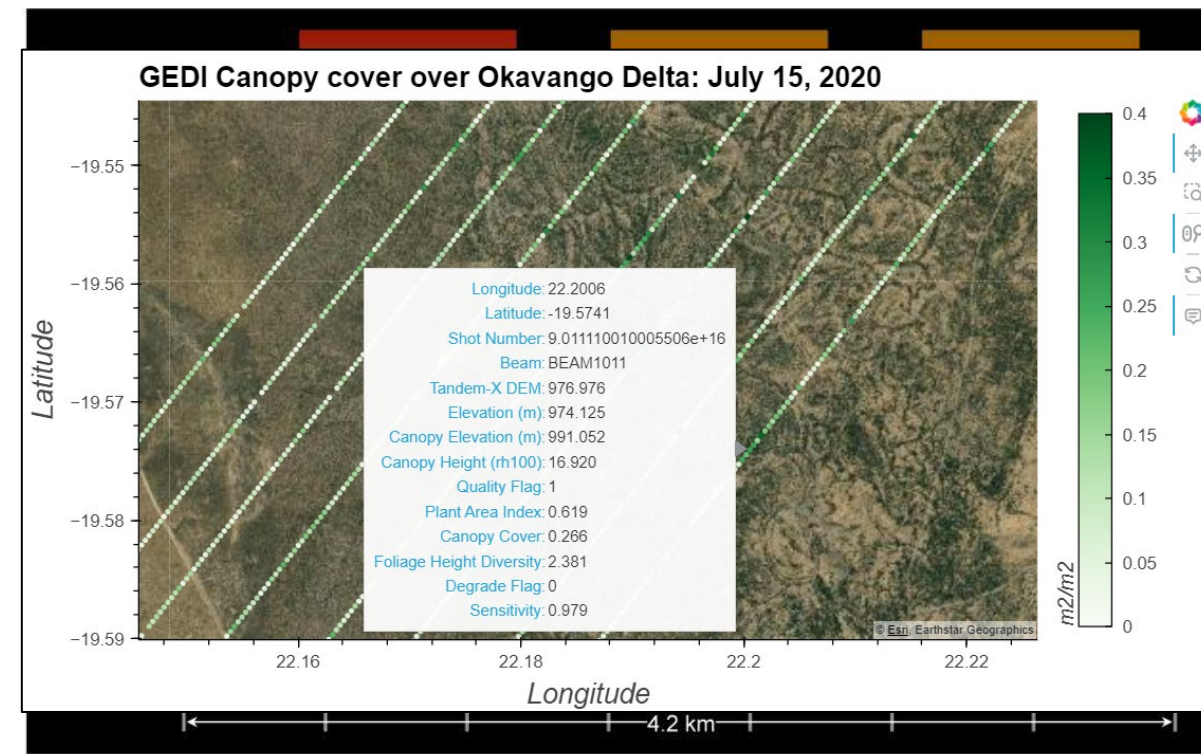 GEDI Canopy cover over Okavango Delta: July 15, 2020
0.4
0.35
0.3
0.25
0.2
0.15
0.1
0.05
0
m2/m2
Latitude
−19.55
−19.56
−19.57
−19.58
−19.59
Longitude: 22.2006
Latitude: -19.5741
Shot Number: 9.011110010005506e+16
Beam: BEAM1011
Tandem-X DEM: 976.976
Elevation (m): 974.125
Canopy Elevation (m): 991.052
Canopy Height (rh100): 16.920
Quality Flag: 1
Plant Area Index: 0.619
Canopy Cover: 0.266
Foliage Height Diversity: 2.381
Degrade Flag: 0
Sensitivity: 0.979
© Esri, Earthstar Geographics
22.16
22.18
22.2
22.22
Longitude
4.2 km